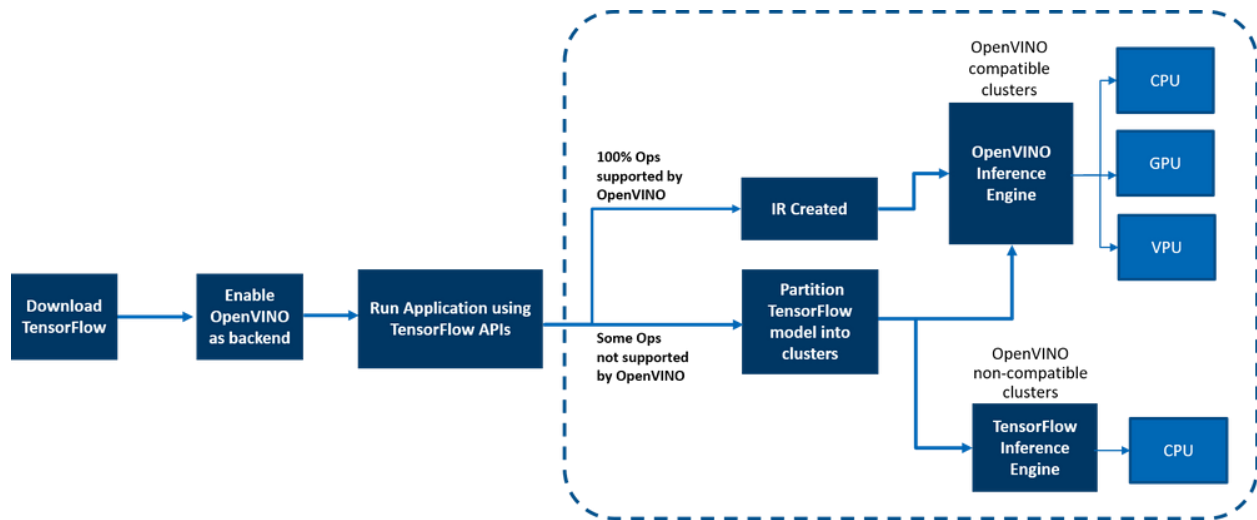 Download
TensorFlow
Enable
OpenVINO
as backend
Run Application using
TensorFlow APIs
100% Ops
supported by
OpenVINO
Some Ops
not supported
by OpenVINO
IR Created
Partition
TensorFlow
model into
clusters
OpenVINO
compatible
clusters
OpenVINO
Inference
Engine
CPU
GPU
VPU
OpenVINO
non-compatible
clusters
TensorFlow
Inference
Engine
CPU